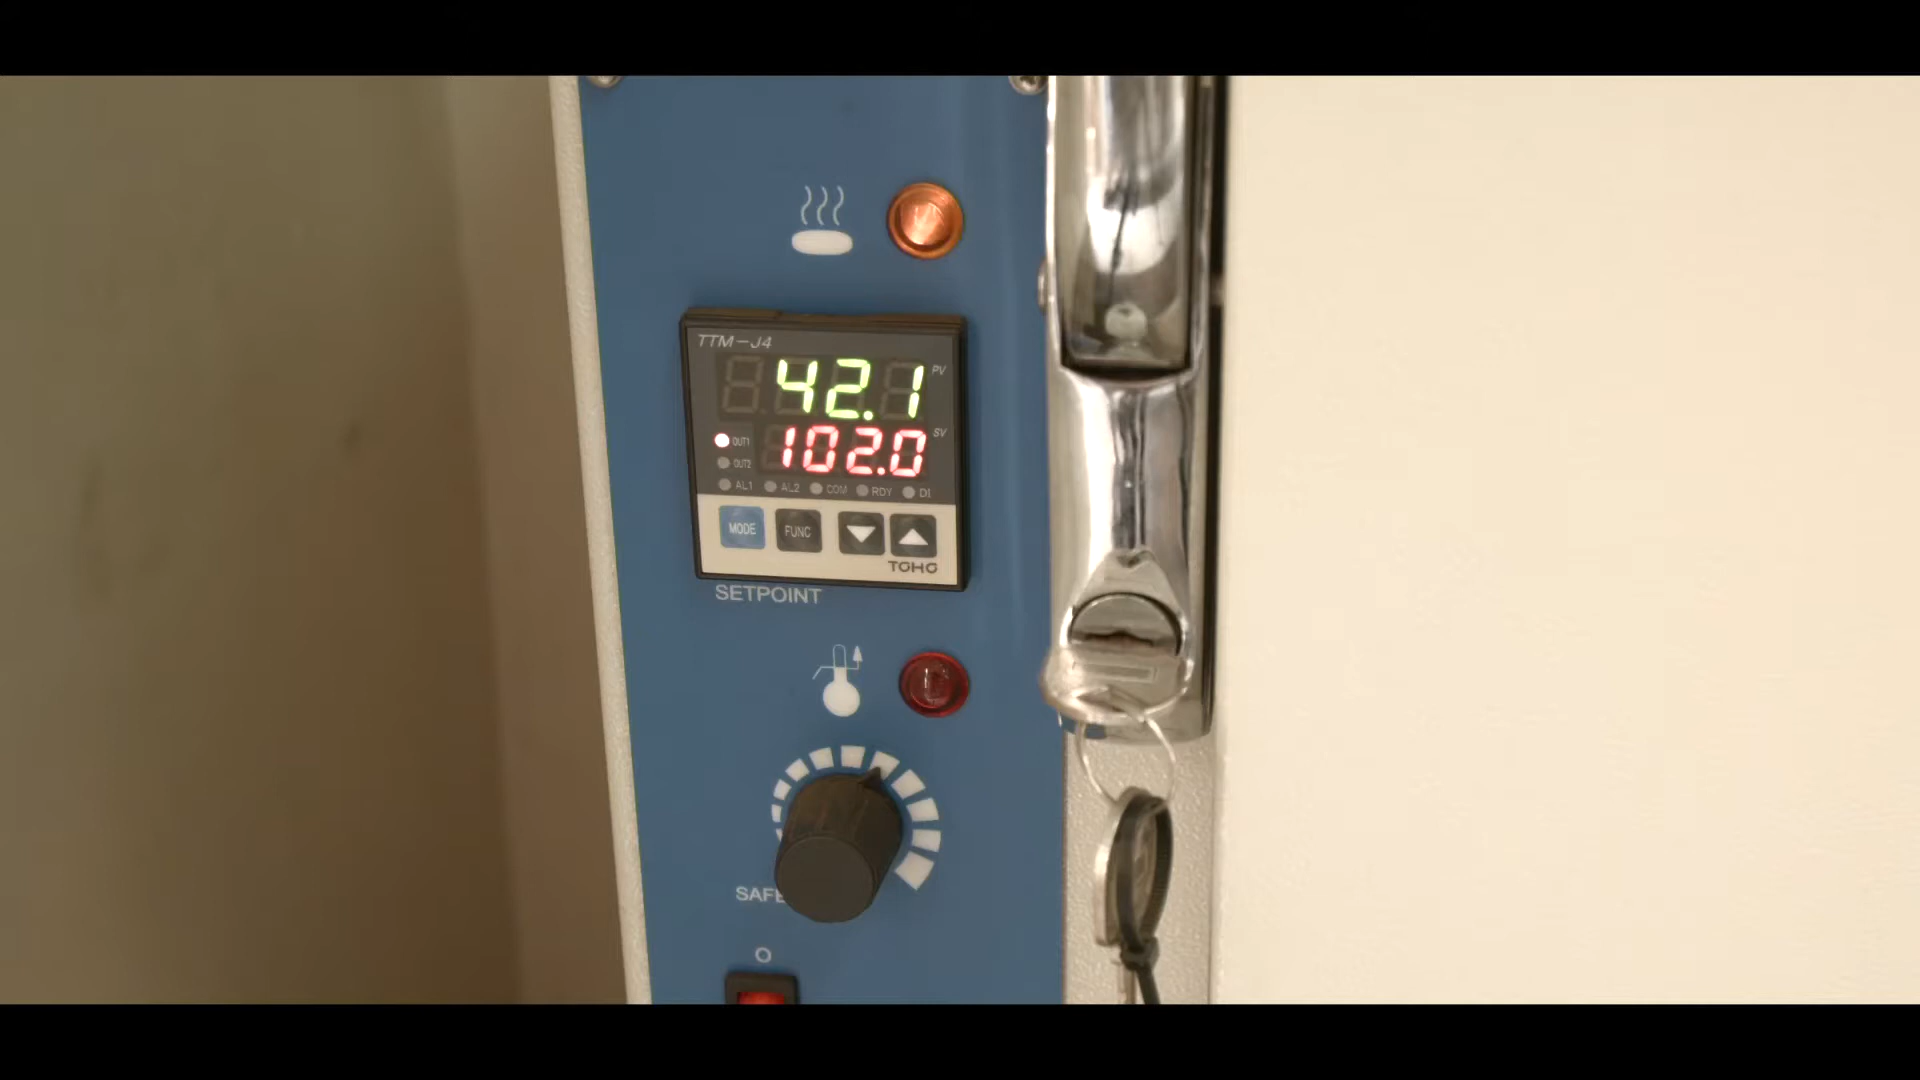 TTM-J4
42.1 PV
102.0 SV
OUT1
OUT2
AL1 AL2 COM RDY DI
MODE FUNC
TOHO
SETPOINT
SAFE
O